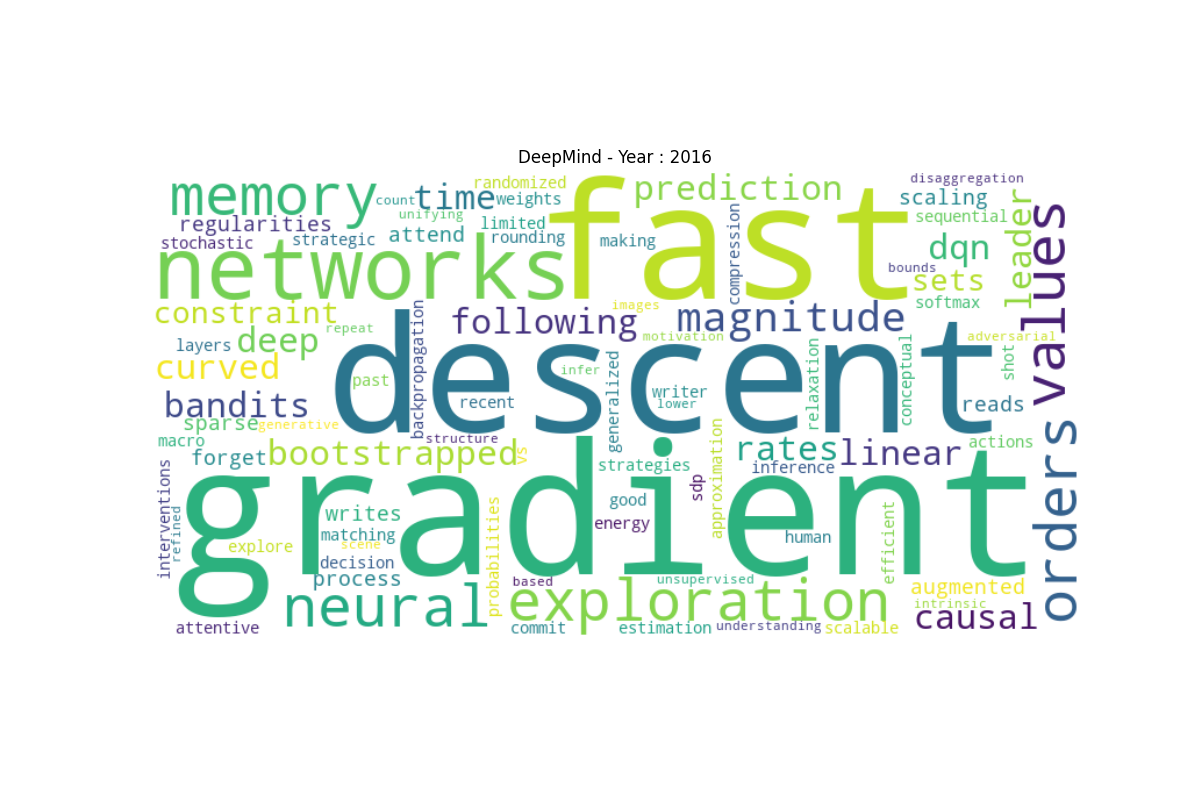 DeepMind - Year : 2016
memory
count
time
randomized
weights
prediction
disaggregation
scaling
regularities
unifying
limited
fast
sequential
leader
values
stochastic
strategic
attend
rounding
making
compression
dqn
networks
bounds
sets
softmax
constraint
images
following
magnitude
repeat
motivation
adversarial
layers
deep
backpropagation
descent
curved
past
infer
generalized
relaxation
conceptual
shot
bandits
recent
writer
lower
reads
sparse
generative
macro
structure
approximation
rates
linear
actions
orders
forget
bootstrapped
vs
strategies
inference
interventions
gradient
sdp
good
writes
energy
refined
matching
human
efficient
explore
scene
probabilities
decision
process
based
unsupervised
augmented
neural
exploration
intrinsic
causal
attentive
commit
estimation
understanding
scalable